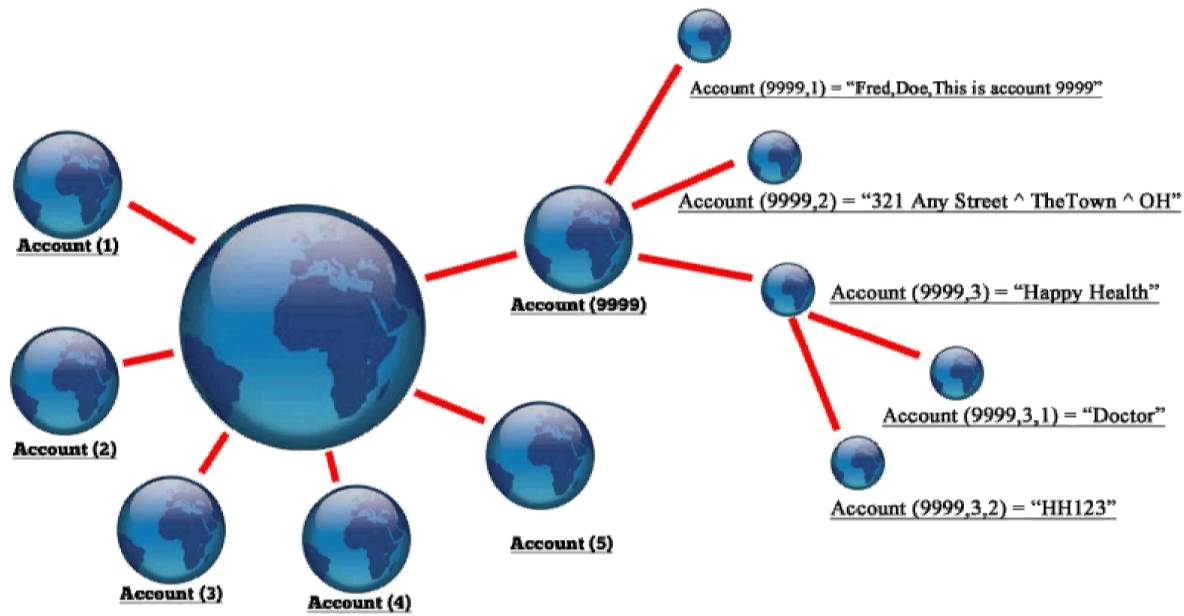 Account (9999,1) = “Fred,Doe,This is account 9999”
Account (9999,2) = “321 Any Street ^ TheTown ^ OH”
Account (1)
Account (9999)
Account (9999,3) = “Happy Health”
Account (9999,3,1) = “Doctor”
Account (2)
Account (9999,3,2) = “HH123”
Account (5)
Account (3)
Account (4)